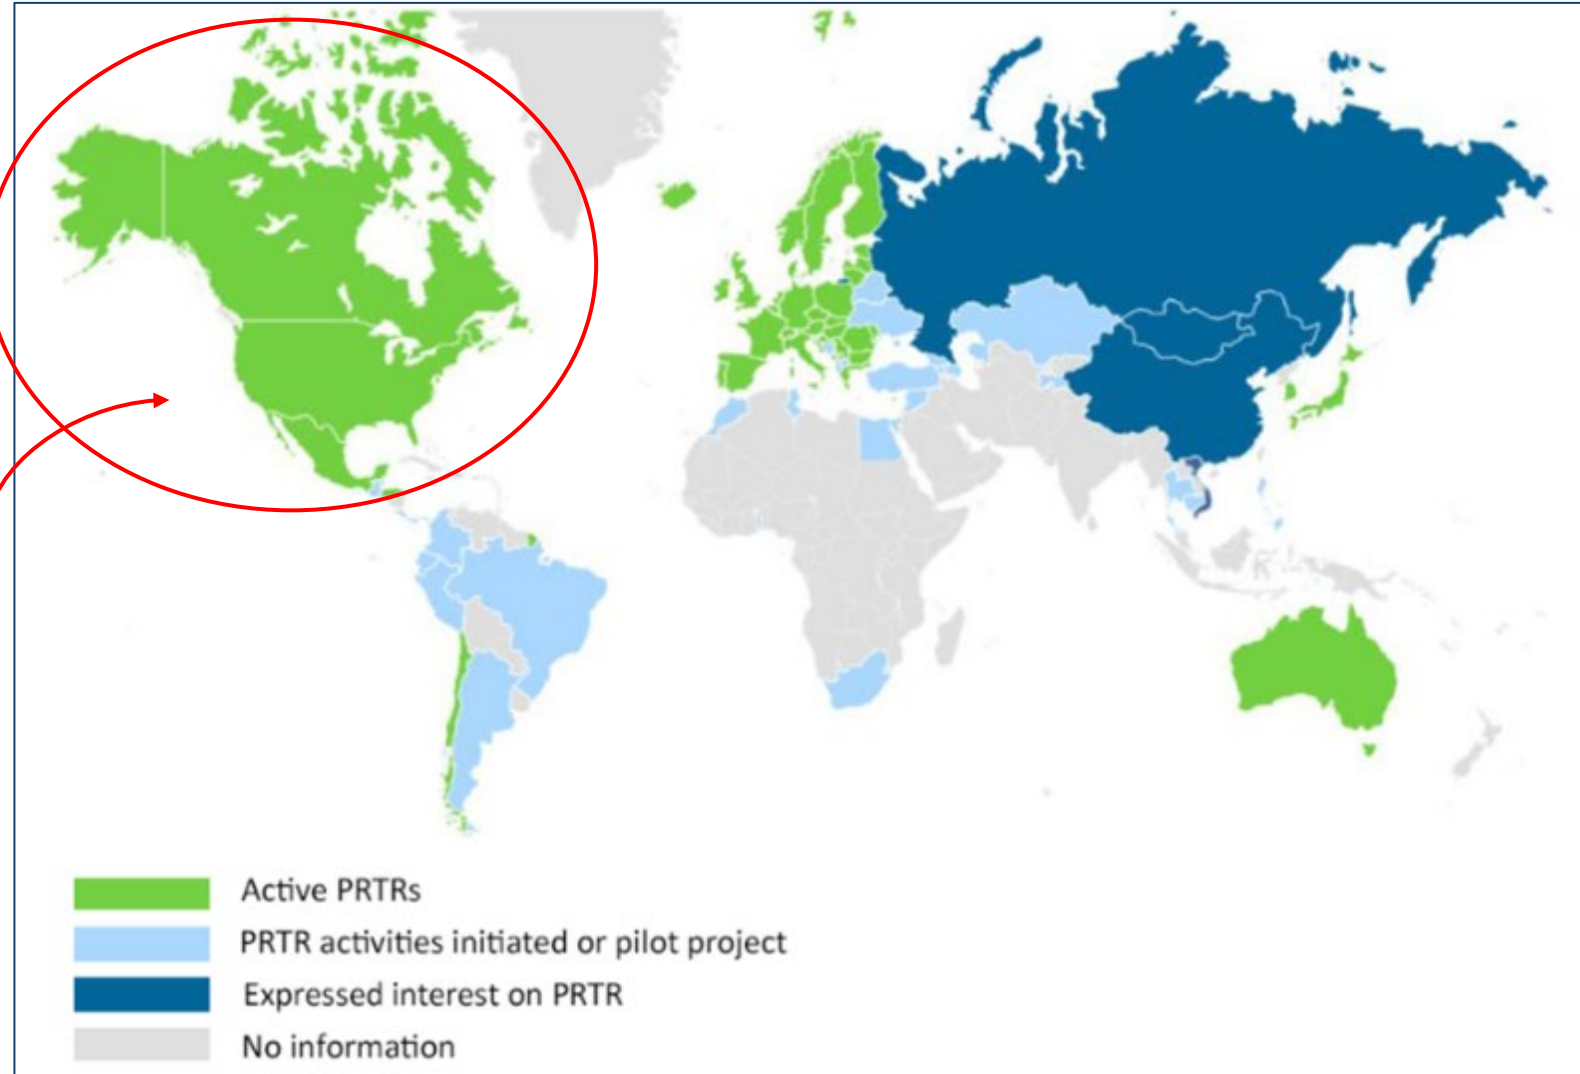 Active PRTRs
PRTR activities initiated or pilot project
Expressed interest on PRTR
No information